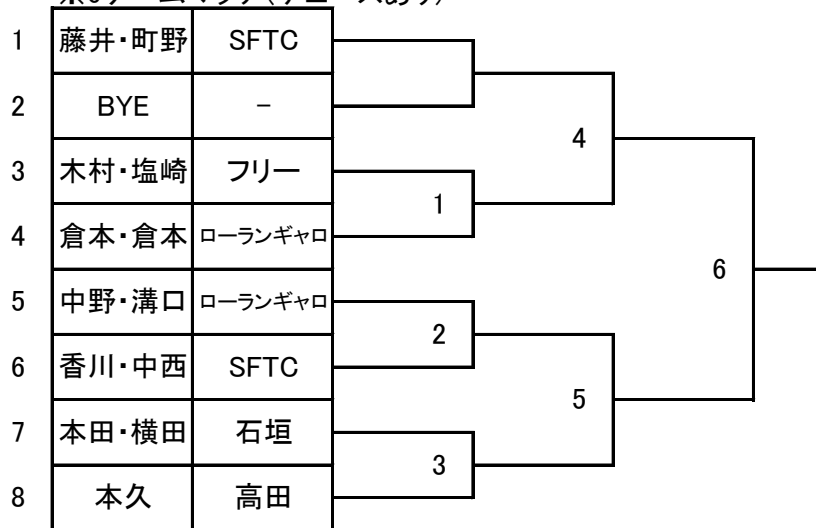 1 藤井・町野 SFTC
2 BYE -
3 木村・塩崎 フリー
4 倉本・倉本 ローランギャロ
5 中野・溝口 ローランギャロ
6 香川・中西 SFTC
7 本田・横田 石垣
8 本久 高田
4
1
6
2
5
3